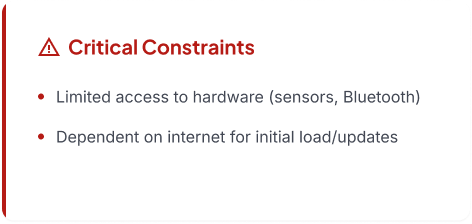 Critical Constraints
Limited access to hardware (sensors, Bluetooth)
Dependent on internet for initial load/updates